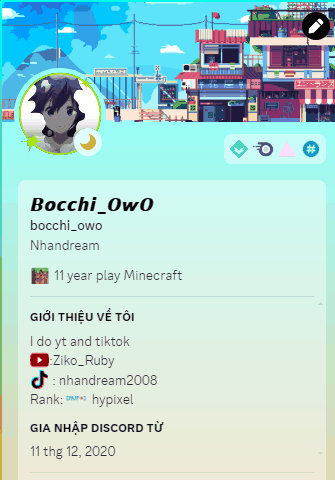 Bocchi_OwO
bocchi_owo
Nhandream
11 year play Minecraft
GIỚI THIỆU VỀ TÔI
I do yt and tiktok
:Ziko_Ruby
: nhandream2008
Rank: hypixel
GIA NHẬP DISCORD TỪ
11 thg 12, 2020